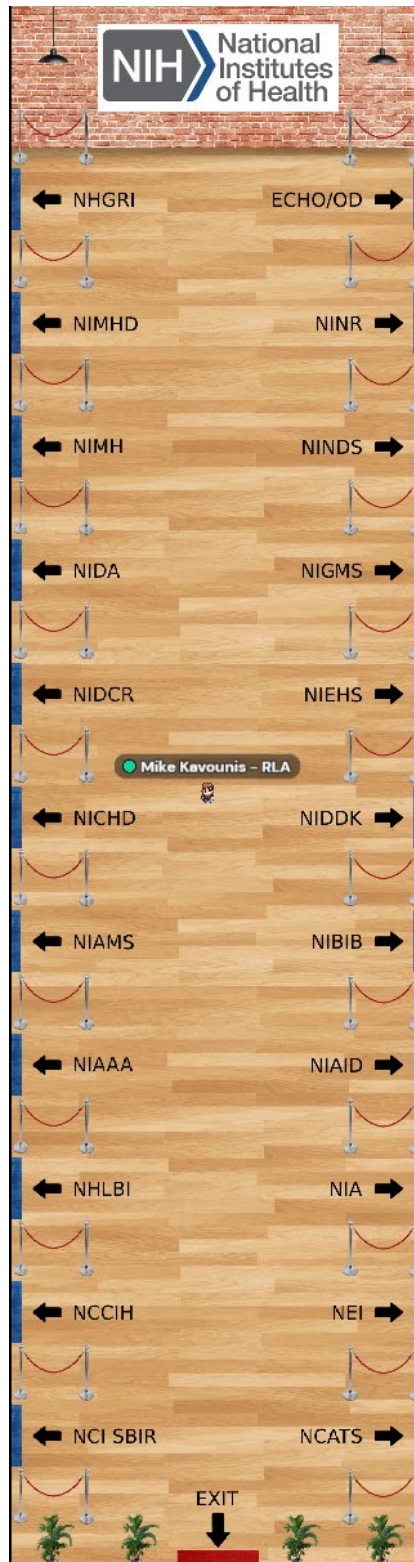 NIH National
Institutes
of Health
NHGRI ECHO/OD
NIMHD NINR
NIMH NINDS
NIDA NIGMS
NIDCR NIEHS
Mike Kavounis – RLA
NICHD NIDDK
NIAMS NIBIB
NIAAA NIAID
NHLBI NIA
NCCIH NEI
NCI SBIR NCATS
EXIT